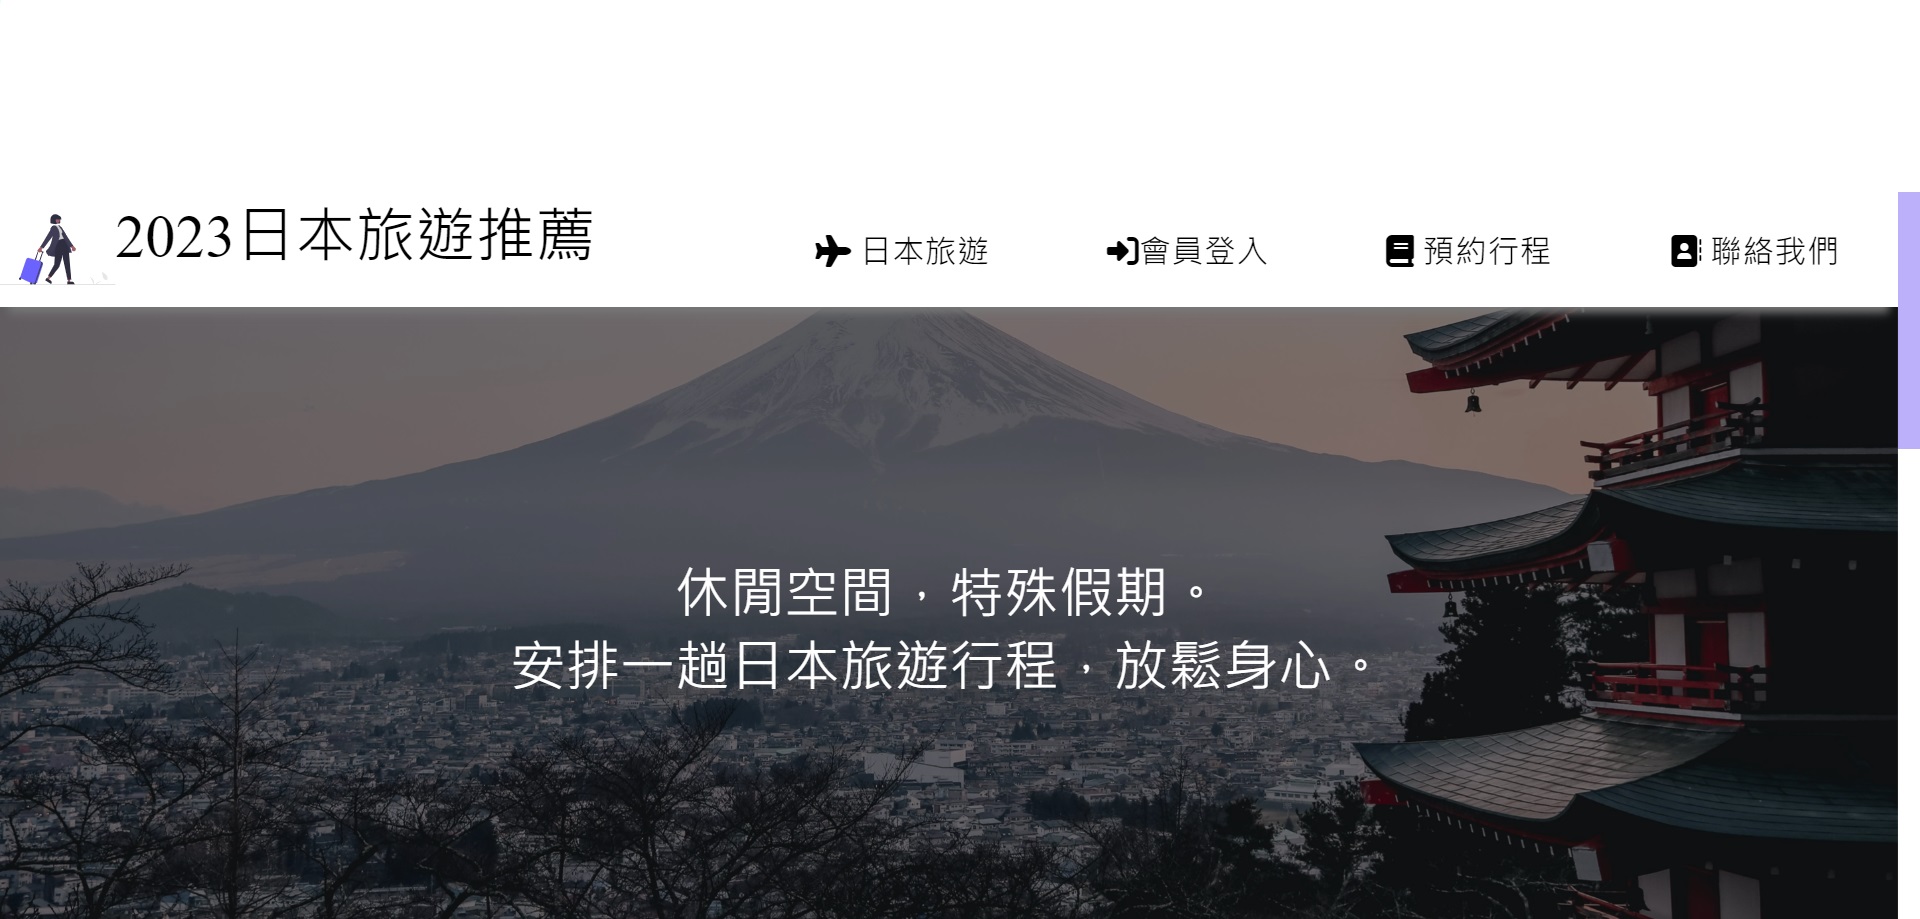 2023日本旅遊推薦
日本旅遊
會員登入
預約行程
聯絡我們
休閒空間，特殊假期。
安排一趟日本旅遊行程，放鬆身心。